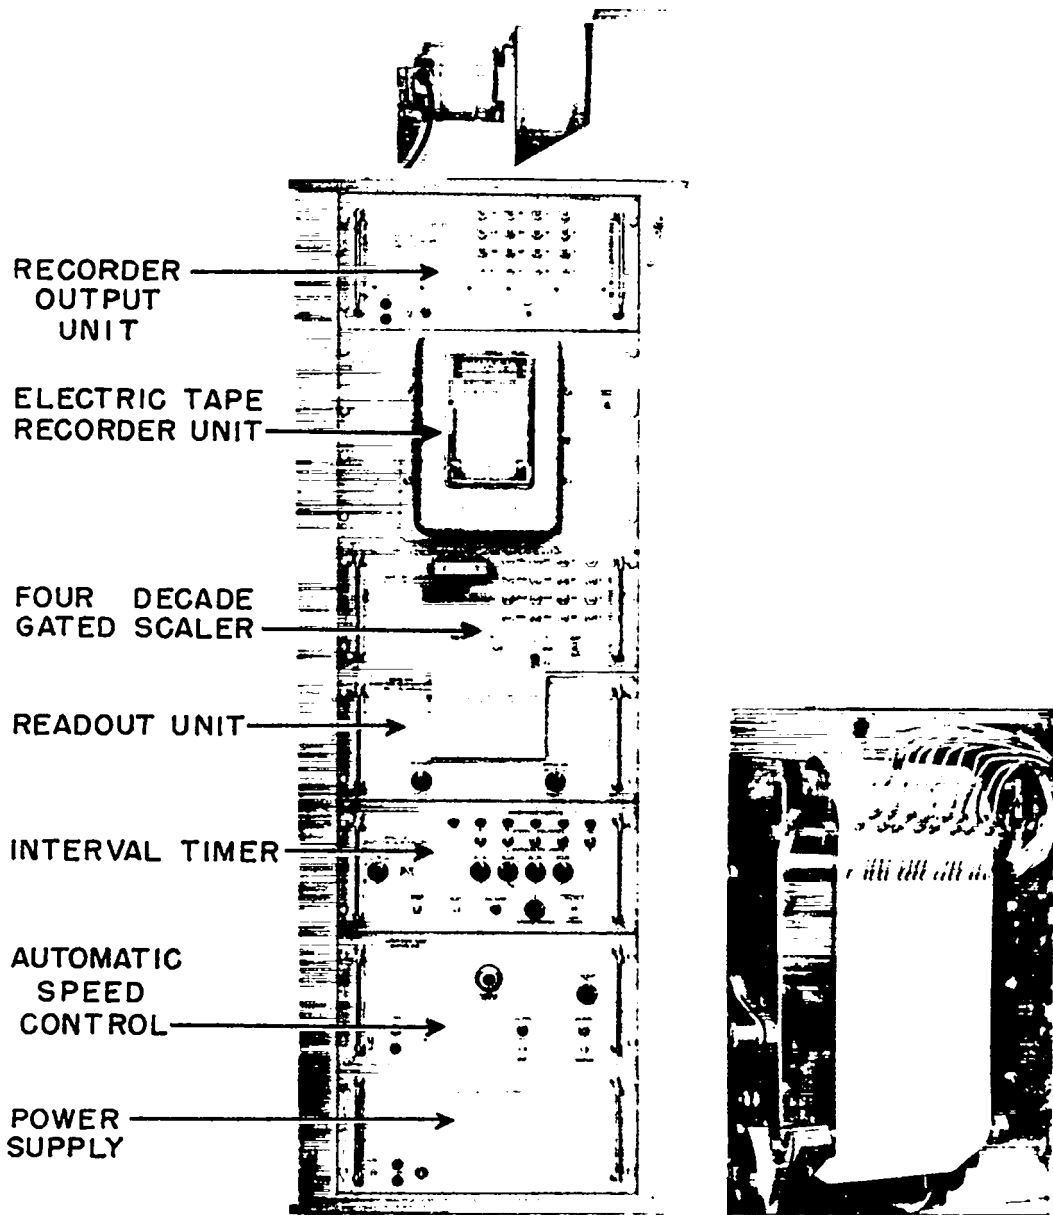 RECORDER
OUTPUT
UNIT
ELECTRIC TAPE
RECORDER UNIT
FOUR DECADE
GATED SCALER
READOUT UNIT
INTERVAL TIMER
AUTOMATIC
SPEED
CONTROL
POWER
SUPPLY